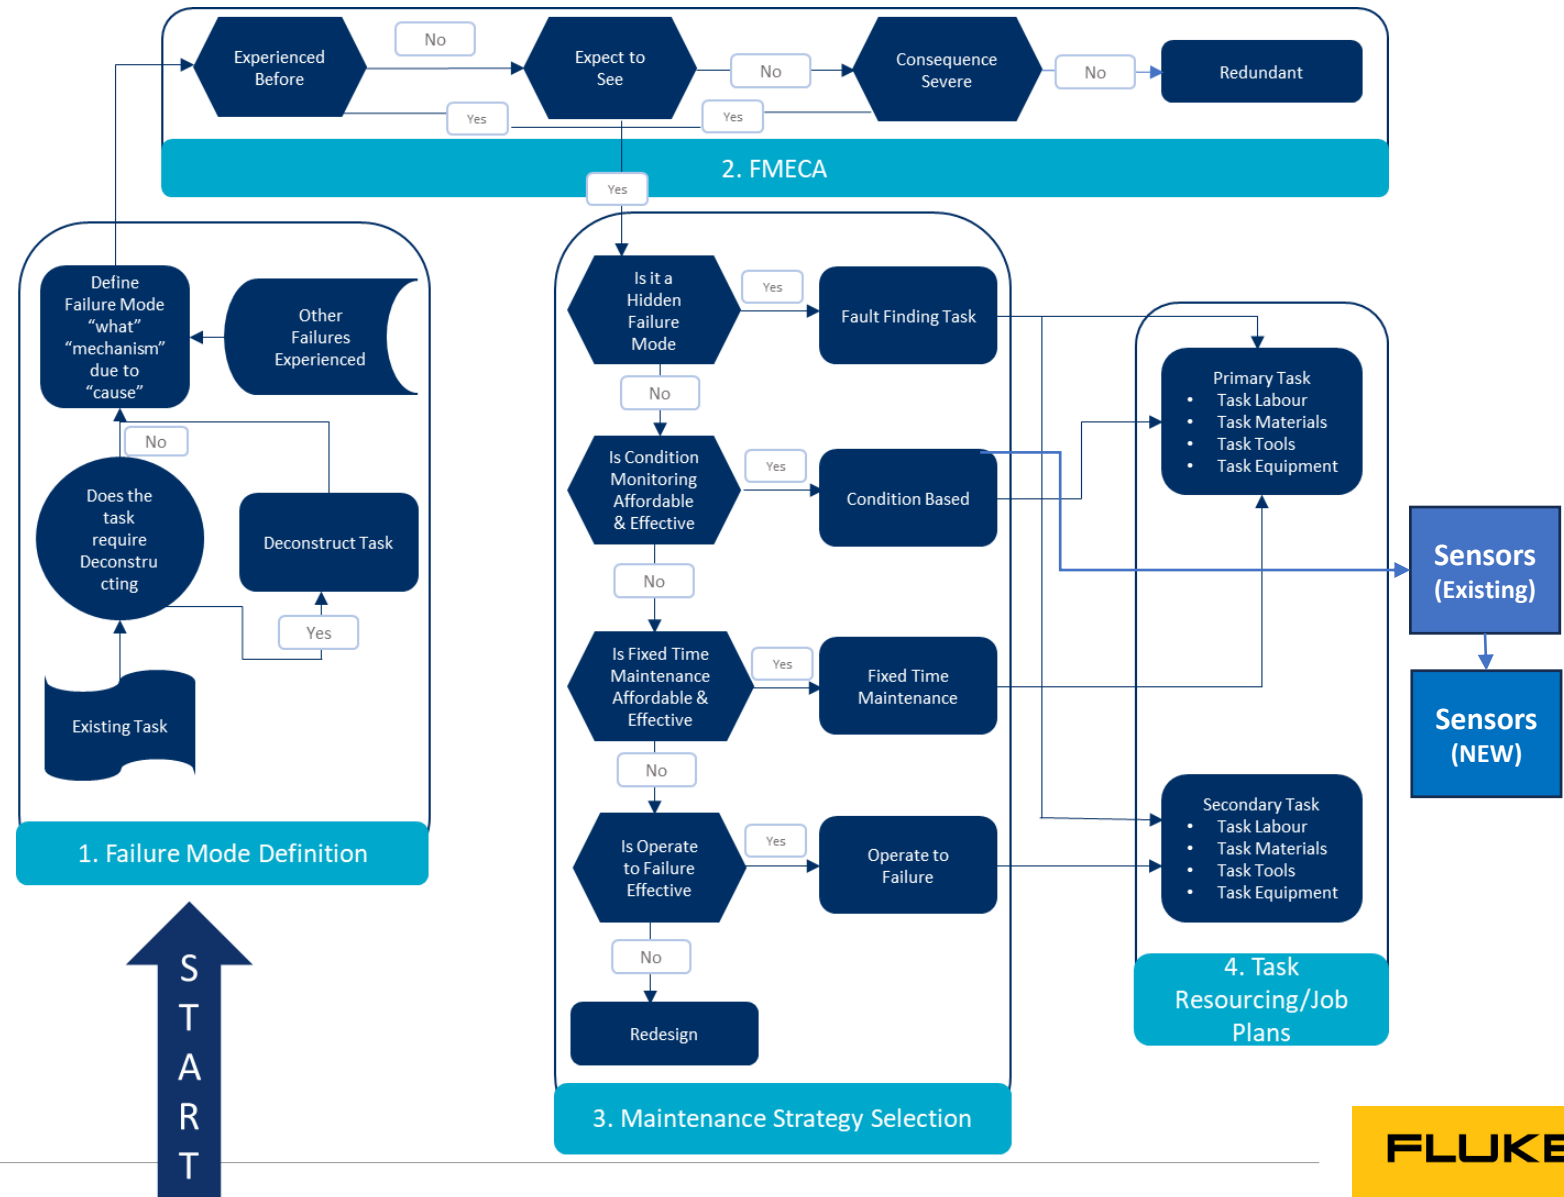 Experienced
Before
No
Expect to
See
No
Consequence
Severe
No
Redundant
Yes
Yes
2. FMECA
Yes
Define
Failure Mode
“what”
“mechanism”
due to
“cause”
Other
Failures
Experienced
No
Does the
task
require
Deconstru
cting
Deconstruct Task
Yes
Existing Task
1. Failure Mode Definition
START
Is it a
Hidden
Failure
Mode
Yes
Fault Finding Task
No
Is Condition
Monitoring
Affordable
& Effective
Yes
Condition Based
No
Is Fixed Time
Maintenance
Affordable &
Effective
Yes
Fixed Time
Maintenance
No
Is Operate
to Failure
Effective
Yes
Operate to
Failure
No
Redesign
3. Maintenance Strategy Selection
Primary Task
• Task Labour
• Task Materials
• Task Tools
• Task Equipment
Secondary Task
• Task Labour
• Task Materials
• Task Tools
• Task Equipment
4. Task
Resourcing/Job
Plans
Sensors
(Existing)
Sensors
(NEW)
FLUKE